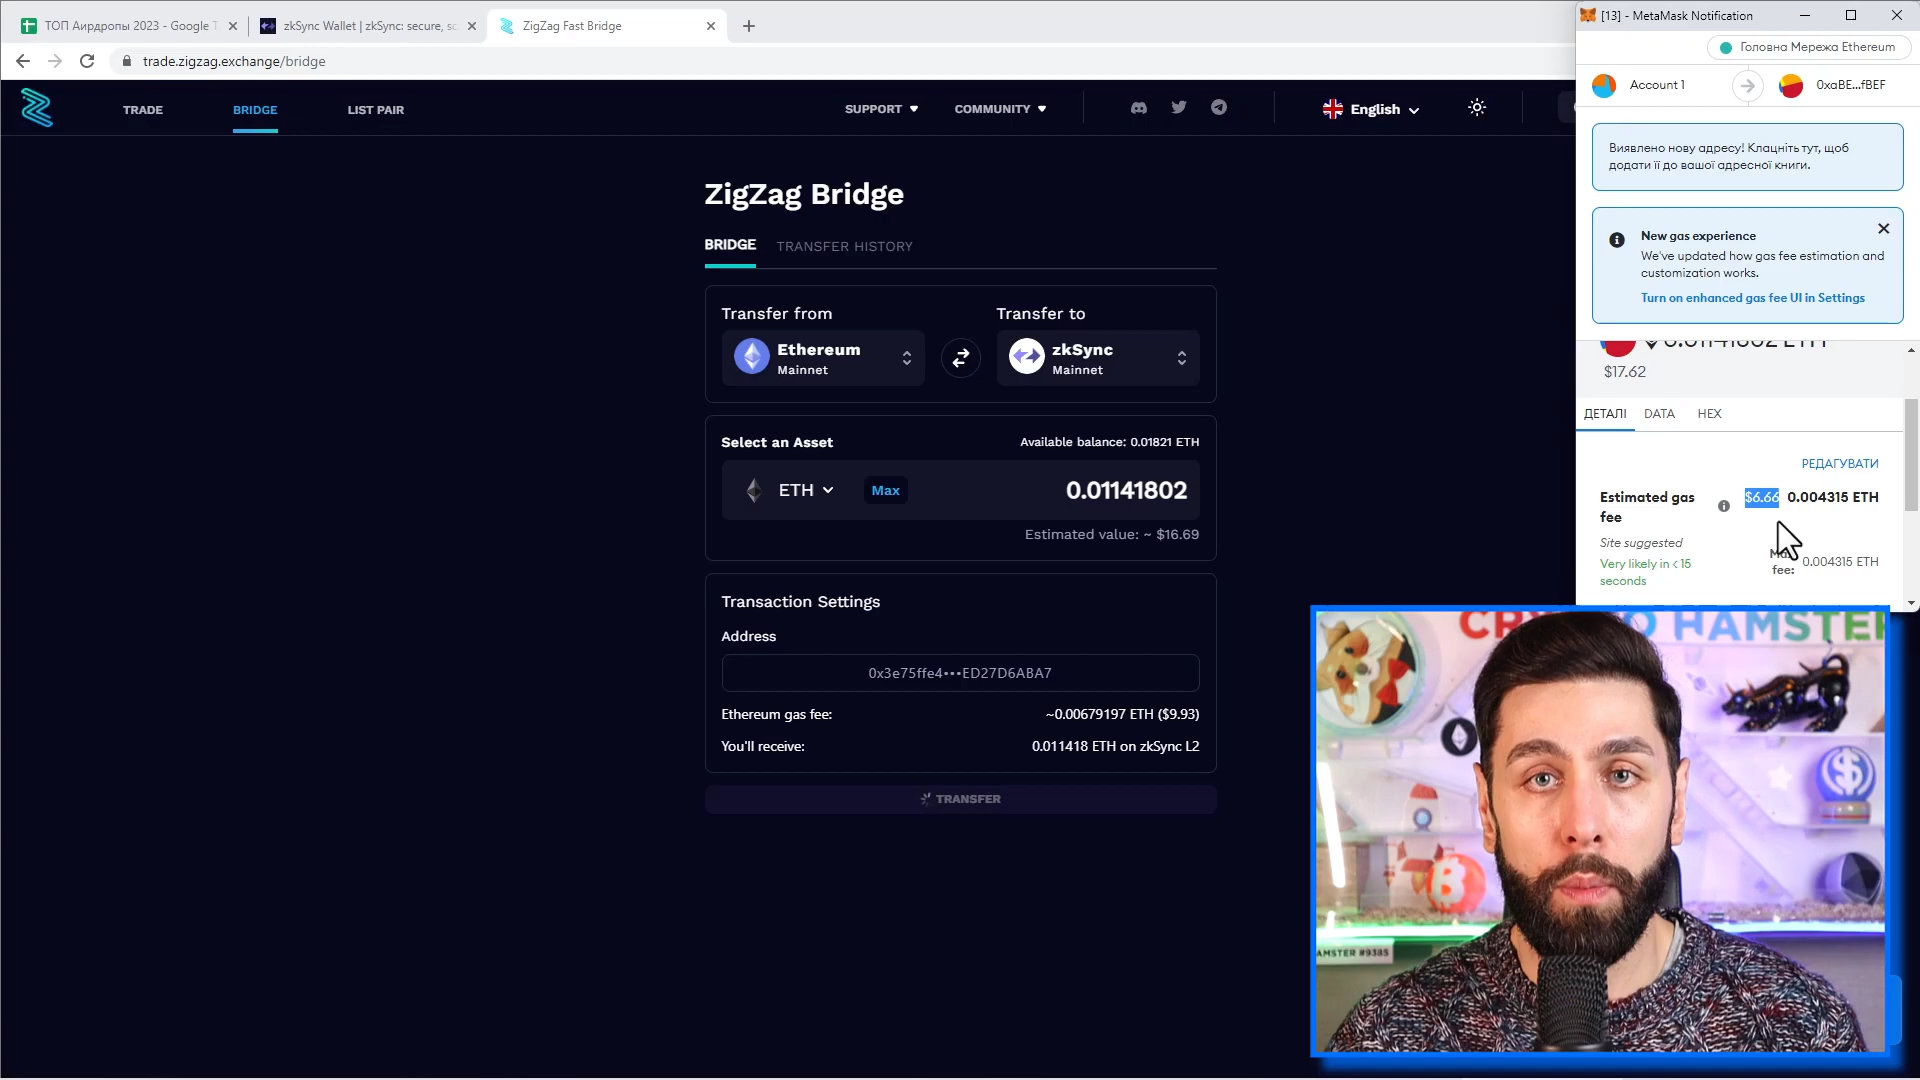 ТОП Аирдропы 2023 - Google
zkSync Wallet | zkSync: secure, sc
ZigZag Fast Bridge
trade.zigzag.exchange/bridge
TRADE
BRIDGE
LIST PAIR
SUPPORT
COMMUNITY
English
ZigZag Bridge
BRIDGE
TRANSFER HISTORY
Transfer from
Transfer to
Ethereum
Mainnet
zkSync
Mainnet
Select an Asset
Available balance: 0.01821 ETH
ETH
Max
0.01141802
Estimated value: ~ $16.69
Transaction Settings
Address
0x3e75ffe4•••ED27D6ABA7
Ethereum gas fee:
~0.00679197 ETH ($9.93)
You'll receive:
0.011418 ETH on zkSync L2
TRANSFER
[13] - MetaMask Notification
Головна Мережа Ethereum
Account 1
0xaBE...fBEF
Виявлено нову адресу! Клацніть тут, щоб
додати її до вашої адресної книги.
New gas experience
We've updated how gas fee estimation and
customization works.
Turn on enhanced gas fee UI in Settings
0.01141802 ETH
$17.62
ДЕТАЛІ
DATA
HEX
РЕДАГУВАТИ
Estimated gas
fee
$6.66
0.004315 ETH
Site suggested
Very likely in < 15
seconds
fee:
0.004315 ETH
HAMSTER
AMSTER #9385